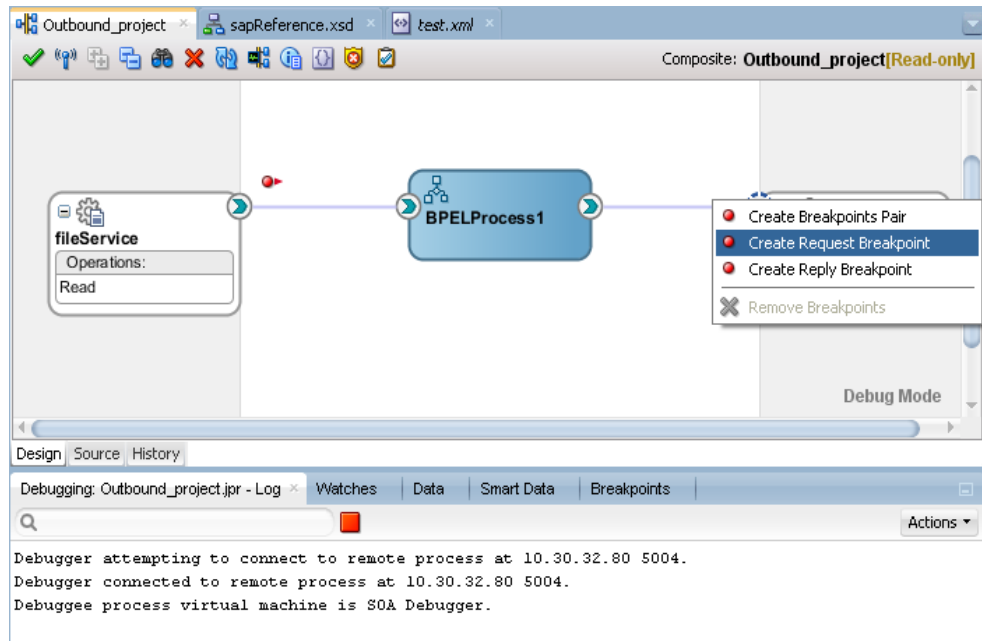 Outbound_project sapReference.xsd test.xml
Composite: Outbound_project[Read-only]
fileService
Operations:
Read
BPELProcess1
Create Breakpoints Pair
Create Request Breakpoint
Create Reply Breakpoint
Remove Breakpoints
Debug Mode
Design Source History
Debugging: Outbound_project.jpr - Log Watches Data Smart Data Breakpoints
Actions
Debugger attempting to connect to remote process at 10.30.32.80 5004.
Debugger connected to remote process at 10.30.32.80 5004.
Debuggee process virtual machine is SOA Debugger.